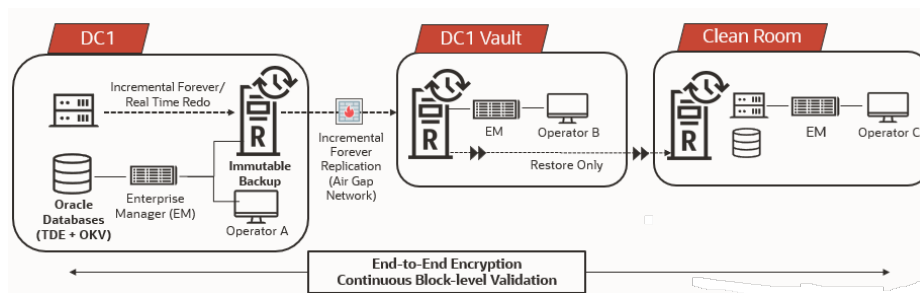 DC1
Incremental Forever/
Real Time Redo
R
Immutable
Backup
Oracle
Databases
(TDE + OKV)
Enterprise
Manager (EM)
Operator A
Incremental
Forever
Replication
(Air Gap
Network)
DC1 Vault
R
EM
Operator B
Restore Only
Clean Room
R
EM
Operator C
End-to-End Encryption
Continuous Block-level Validation